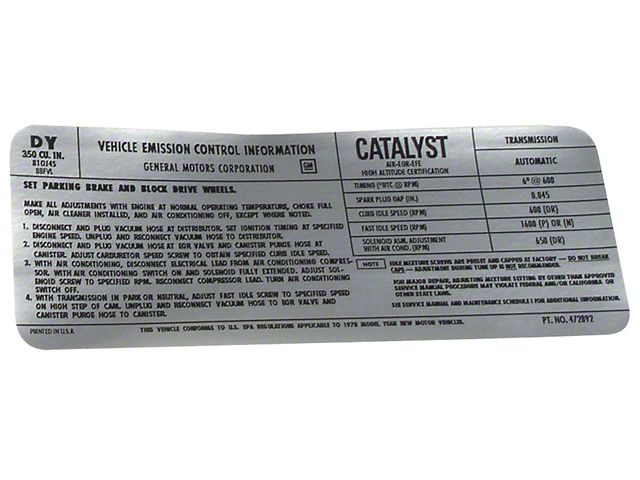 DY
350 CU. IN.
810J4S
88FVL
VEHICLE EMISSION CONTROL INFORMATION
GENERAL MOTORS CORPORATION GM
CATALYST
AIR-EGR-EFE
HIGH ALTITUDE CERTIFICATION
TRANSMISSION
AUTOMATIC
TIMING (°BTC @ RPM) 6° @ 600
SPARK PLUG GAP (IN.) 0.045
CURB IDLE SPEED (RPM) 600 (DR)
FAST IDLE SPEED (RPM) 1600 (P) OR (N)
SOLENOID ASM. ADJUSTMENT
WITH AIR COND. (RPM) 650 (DR)
SET PARKING BRAKE AND BLOCK DRIVE WHEELS.
MAKE ALL ADJUSTMENTS WITH ENGINE AT NORMAL OPERATING TEMPERATURE, CHOKE FULL
OPEN, AIR CLEANER INSTALLED, AND AIR CONDITIONING OFF, EXCEPT WHERE NOTED.
1. DISCONNECT AND PLUG VACUUM HOSE AT DISTRIBUTOR. SET IGNITION TIMING AT SPECIFIED
ENGINE SPEED. UNPLUG AND RECONNECT VACUUM HOSE TO DISTRIBUTOR.
2. DISCONNECT AND PLUG VACUUM HOSE AT EGR VALVE AND CANISTER PURGE HOSE AT
CANISTER. ADJUST CARBURETOR SPEED SCREW TO OBTAIN SPECIFIED CURB IDLE SPEED.
3. WITH AIR CONDITIONING, DISCONNECT ELECTRICAL LEAD FROM AIR CONDITIONING COMPRES-
SOR. WITH AIR CONDITIONING SWITCH ON AND SOLENOID FULLY EXTENDED, ADJUST SOL-
ENOID SCREW TO SPECIFIED RPM. RECONNECT COMPRESSOR LEAD. TURN AIR CONDITIONING
SWITCH OFF.
4. WITH TRANSMISSION IN PARK OR NEUTRAL, ADJUST FAST IDLE SCREW TO SPECIFIED SPEED
ON HIGH STEP OF CAM. UNPLUG AND RECONNECT VACUUM HOSE TO EGR VALVE AND
CANISTER PURGE HOSE TO CANISTER.
NOTE IDLE MIXTURE SCREWS ARE PRESET AND CAPPED AT FACTORY — DO NOT BREAK
CAPS — ADJUSTMENT DURING TUNE UP IS NOT RECOMMENDED.
FOR MAJOR REPAIR, ADJUSTING MIXTURE BY OTHER THAN APPROVED
SERVICE MANUAL PROCEDURE MAY VIOLATE FEDERAL AND/OR CALIFORNIA OR
OTHER STATE LAWS.
SEE SERVICE MANUAL AND MAINTENANCE SCHEDULE I FOR ADDITIONAL INFORMATION.
PRINTED IN U.S.A. THIS VEHICLE CONFORMS TO U.S. EPA REGULATIONS APPLICABLE TO 1978 MODEL YEAR NEW MOTOR VEHICLES. PT. NO. 472892